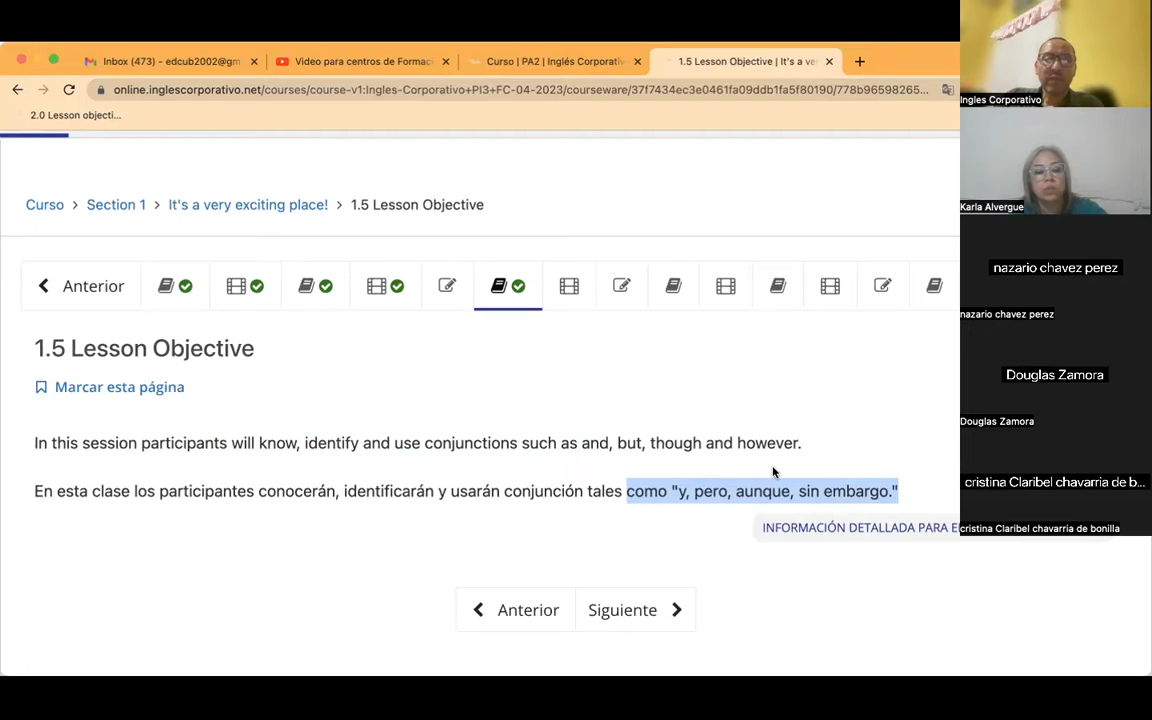 Inbox (473) - edcub2002@gm
Video para centros de Formac
Curso | PA2 | Inglés Corporativ
1.5 Lesson Objective | It's a ve
online.inglescorporativo.net/courses/course-v1:Ingles-Corporativo+PI3+FC-04-2023/courseware/37f7434ec3e0461fa09ddb1fa5f80190/778b96598265...
2.0 Lesson objecti...
Curso > Section 1 > It's a very exciting place! > 1.5 Lesson Objective
Anterior
1.5 Lesson Objective
Marcar esta página
In this session participants will know, identify and use conjunctions such as and, but, though and however.
En esta clase los participantes conocerán, identificarán y usarán conjunción tales como "y, pero, aunque, sin embargo."
INFORMACIÓN DETALLADA PARA E
Anterior
Siguiente
Ingles Corporativo
Karla Alvergue
nazario chavez perez
nazario chavez perez
Douglas Zamora
Douglas Zamora
cristina Claribel chavarria de b...
cristina Claribel chavarria de bonilla